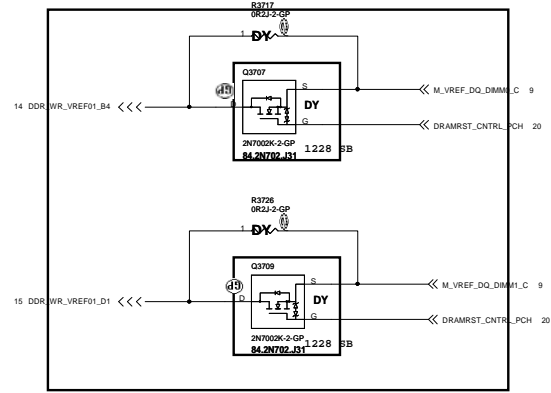 R3717
0R2J-2-GP
1 DY
Q3707
S
M_VREF_DQ_DIMM0_C 9
GP
14 DDR_WR_VREF01_B4
D
DY
G
DRAMRST_CNTRL_PCH 20
2N7002K-2-GP
84.2N702.J31
1228 SB
R3726
0R2J-2-GP
1 DY
Q3709
S
M_VREF_DQ_DIMM1_C 9
GP
15 DDR_WR_VREF01_D1
D
DY
G
DRAMRST_CNTRL_PCH 20
2N7002K-2-GP
84.2N702.J31
1228 SB